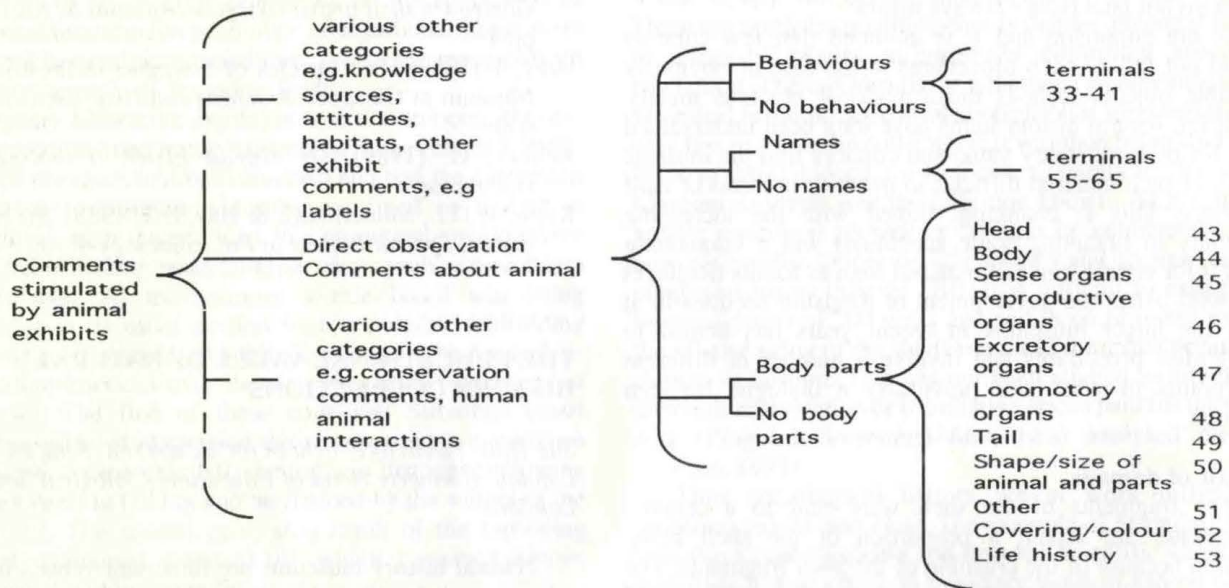 Comments
stimulated
by animal
exhibits
various other
categories
e.g.knowledge
sources,
attitudes,
habitats, other
exhibit
comments,e.g
labels
Direct observation
Comments about animal
various other
categories
e.g.conservation
comments, human
animal
interactions
Behaviours
No behaviours
Names
No names
Body parts
No body
parts
terminals
33-41
terminals
55-65
Head 43
Body 44
Sense organs 45
Reproductive
organs 46
Excretory
organs 47
Locomotory
organs 48
Tail 49
Shape/size of 50
animal and parts
Other 51
Covering/colour 52
Life history 53